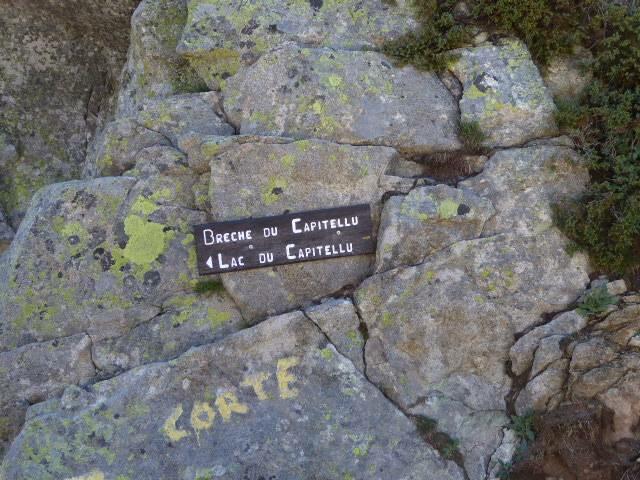 BRECHE DU CAPITELLU
◀LAC DU CAPITELLU
CORTE